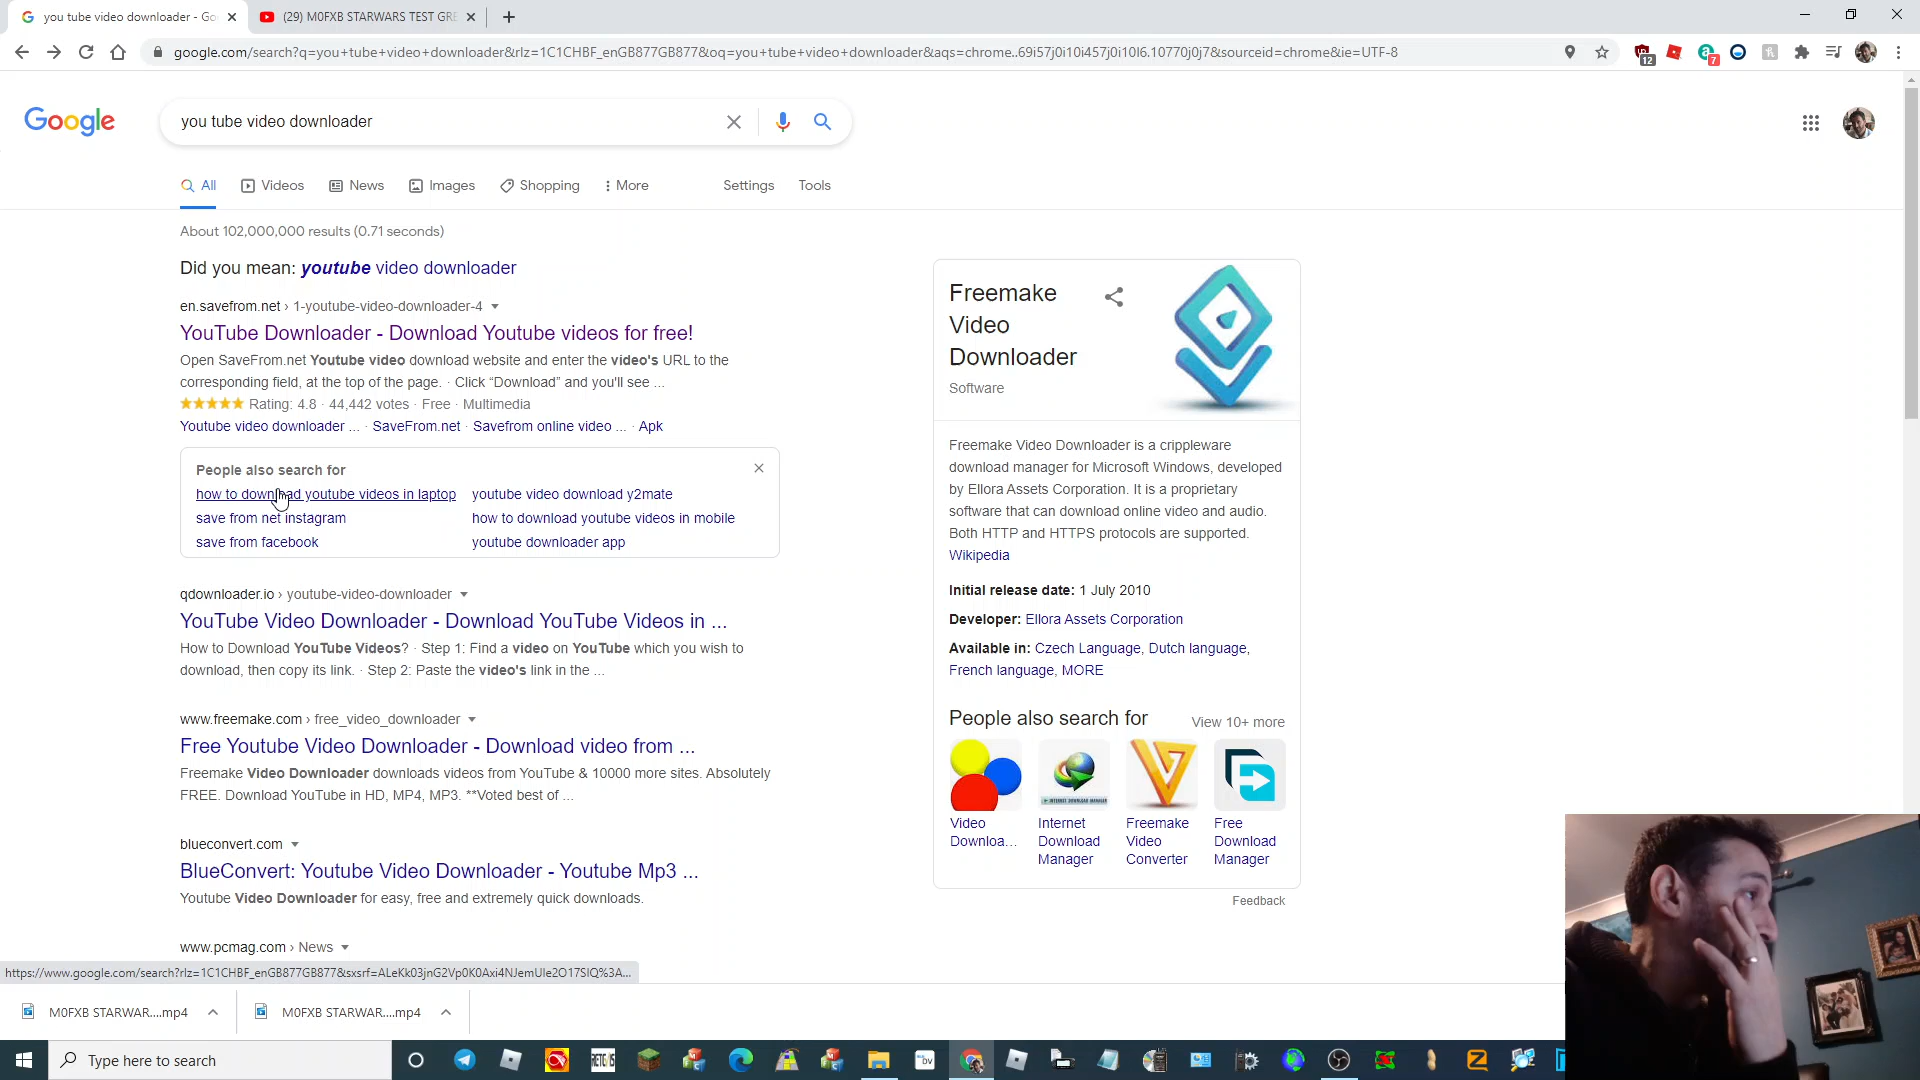 you tube video downloader - Go
(29) M0FXB STARWARS TEST GRE
google.com/search?q=you+tube+video+downloader&rlz=1C1CHBF_enGB877GB877&oq=you+tube+video+downloader&aqs=chrome..69i57j0i10i457j0i10l6.10770j0j7&sourceid=chrome&ie=UTF-8
12
7
Google
you tube video downloader
All
Videos
News
Images
Shopping
More
Settings
Tools
About 102,000,000 results (0.71 seconds)
Did you mean: youtube video downloader
en.savefrom.net › 1-youtube-video-downloader-4
YouTube Downloader - Download Youtube videos for free!
Open SaveFrom.net Youtube video download website and enter the video's URL to the
corresponding field, at the top of the page. · Click “Download” and you'll see ...
Rating: 4.8 · 44,442 votes · Free · Multimedia
Youtube video downloader ... · SaveFrom.net · Savefrom online video ... · Apk
People also search for
how to download youtube videos in laptop
youtube video download y2mate
save from net instagram
how to download youtube videos in mobile
save from facebook
youtube downloader app
qdownloader.io › youtube-video-downloader
YouTube Video Downloader - Download YouTube Videos in ...
How to Download YouTube Videos? · Step 1: Find a video on YouTube which you wish to
download, then copy its link. · Step 2: Paste the video's link in the ...
www.freemake.com › free_video_downloader
Free Youtube Video Downloader - Download video from ...
Freemake Video Downloader downloads videos from YouTube & 10000 more sites. Absolutely
FREE. Download YouTube in HD, MP4, MP3. **Voted best of ...
blueconvert.com
BlueConvert: Youtube Video Downloader - Youtube Mp3 ...
Youtube Video Downloader for easy, free and extremely quick downloads.
www.pcmag.com › News
Freemake
Video
Downloader
Software
Freemake Video Downloader is a crippleware
download manager for Microsoft Windows, developed
by Ellora Assets Corporation. It is a proprietary
software that can download online video and audio.
Both HTTP and HTTPS protocols are supported.
Wikipedia
Initial release date: 1 July 2010
Developer: Ellora Assets Corporation
Available in: Czech Language, Dutch language,
French language, MORE
People also search for
View 10+ more
INTERNET DOWNLOAD MANAGER
Video
Downloa...
Internet
Download
Manager
Freemake
Video
Converter
Free
Download
Manager
Feedback
https://www.google.com/search?rlz=1C1CHBF_enGB877GB877&sxsrf=ALeKk03jnG2Vp0K0Axi4NJemUIe2O17SlQ%3A...
M0FXB STARWAR....mp4
M0FXB STARWAR....mp4
Type here to search